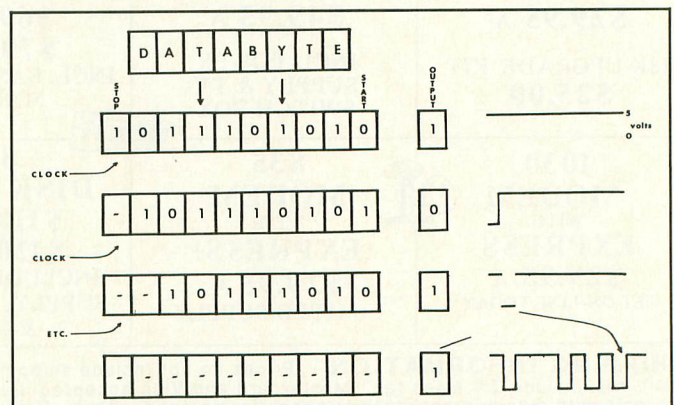 D A T A B Y T E
STOP START OUTPUT
1 0 1 1 1 0 1 0 1 0 1 5
volts
0
CLOCK
- 1 0 1 1 1 0 1 0 1 0
CLOCK
- - 1 0 1 1 1 0 1 0 1
ETC.
- - - - - - - - - - -